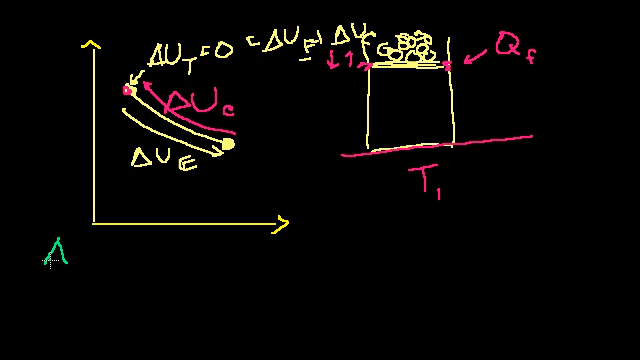 ΔU_T = 0 = ΔU_E + ΔU_C
Q_f
ΔU_C
ΔU_E
T_1